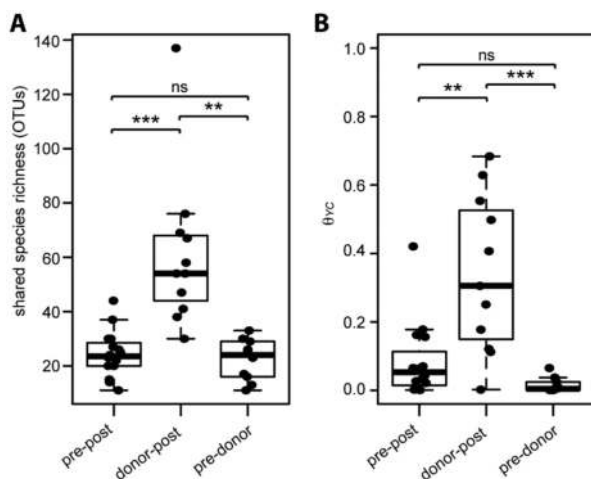 A
B
shared species richness (OTUs)
140
120
100
80
60
40
20
ns
***
**
pre-post
donor-post
pre-donor
θYC
1.0
0.8
0.6
0.4
0.2
0.0
ns
**
***
pre-post
donor-post
pre-donor